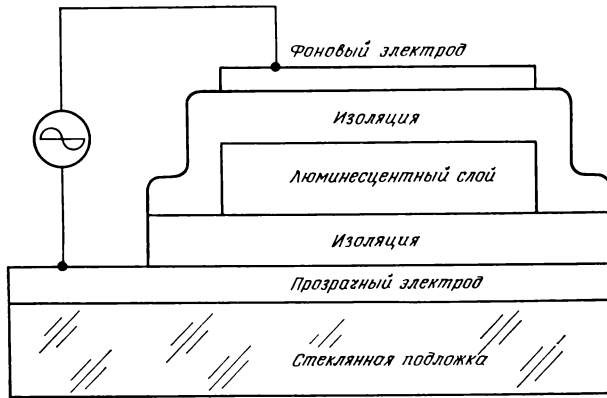 Фоновый электрод
Изоляция
Люминесцентный слой
Изоляция
Прозрачный электрод
Стеклянная подложка